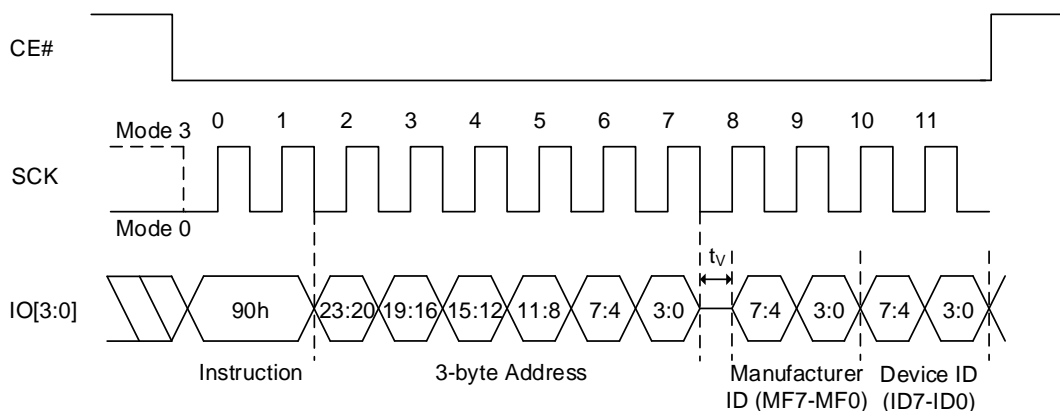 CE#
0 1 2 3 4 5 6 7 8 9 10 11
Mode 3
SCK
Mode 0
tV
IO[3:0]
90h 23:20 19:16 15:12 11:8 7:4 3:0 7:4 3:0 7:4 3:0
Instruction 3-byte Address Manufacturer Device ID
ID (MF7-MF0) (ID7-ID0)